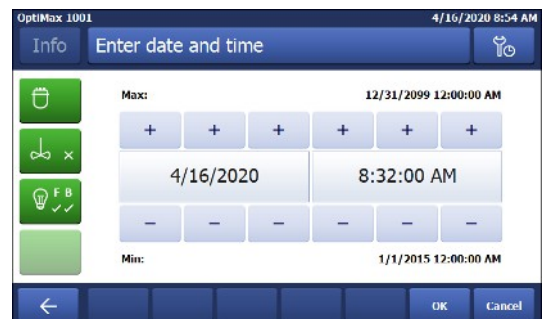 OptiMax 1001 4/16/2020 8:54 AM
Info Enter date and time
Max: 12/31/2099 12:00:00 AM
+ + + + + +
4/16/2020 8:32:00 AM
F B
- - - - - -
Min: 1/1/2015 12:00:00 AM
OK Cancel